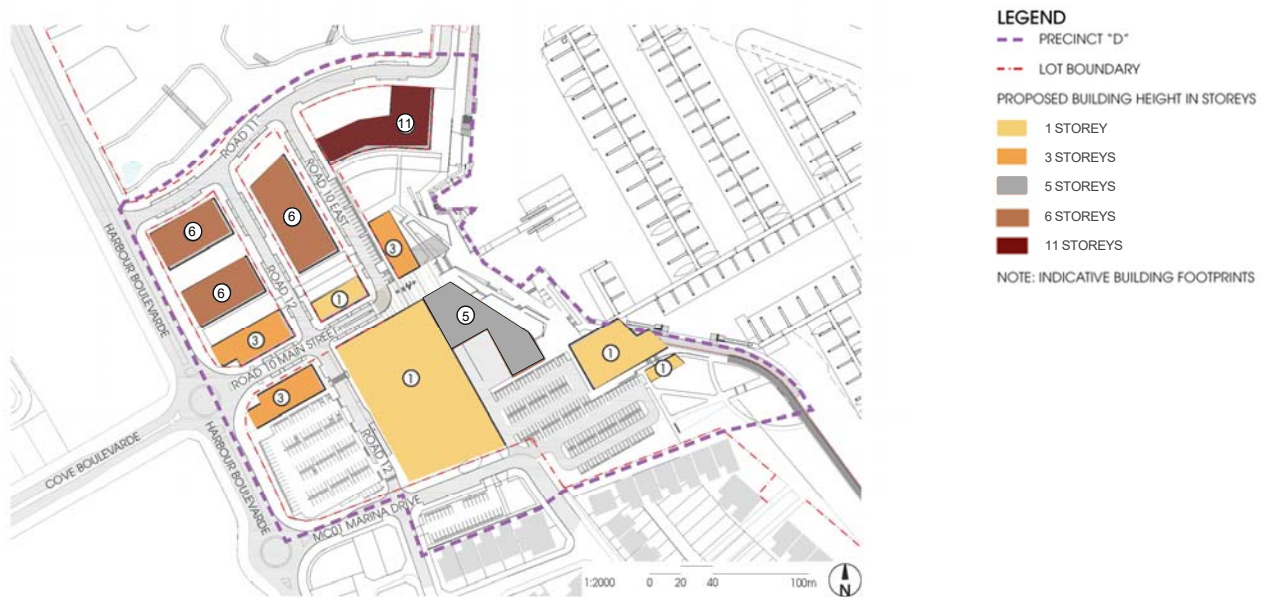 LEGEND
PRECINCT "D"
LOT BOUNDARY
PROPOSED BUILDING HEIGHT IN STOREYS
1 STOREY
3 STOREYS
5 STOREYS
6 STOREYS
11 STOREYS
NOTE: INDICATIVE BUILDING FOOTPRINTS
ROAD 11
11
ROAD 10 EAST
6
6
3
HARBOUR BOULEVARDE
6
ROAD 12
1
5
3
ROAD 10 MAIN STREET
1
1
1
3
COVE BOULEVARDE
HARBOUR BOULEVARDE
ROAD 12
MC01 MARINA DRIVE
1:2000 0 20 40 100m
N